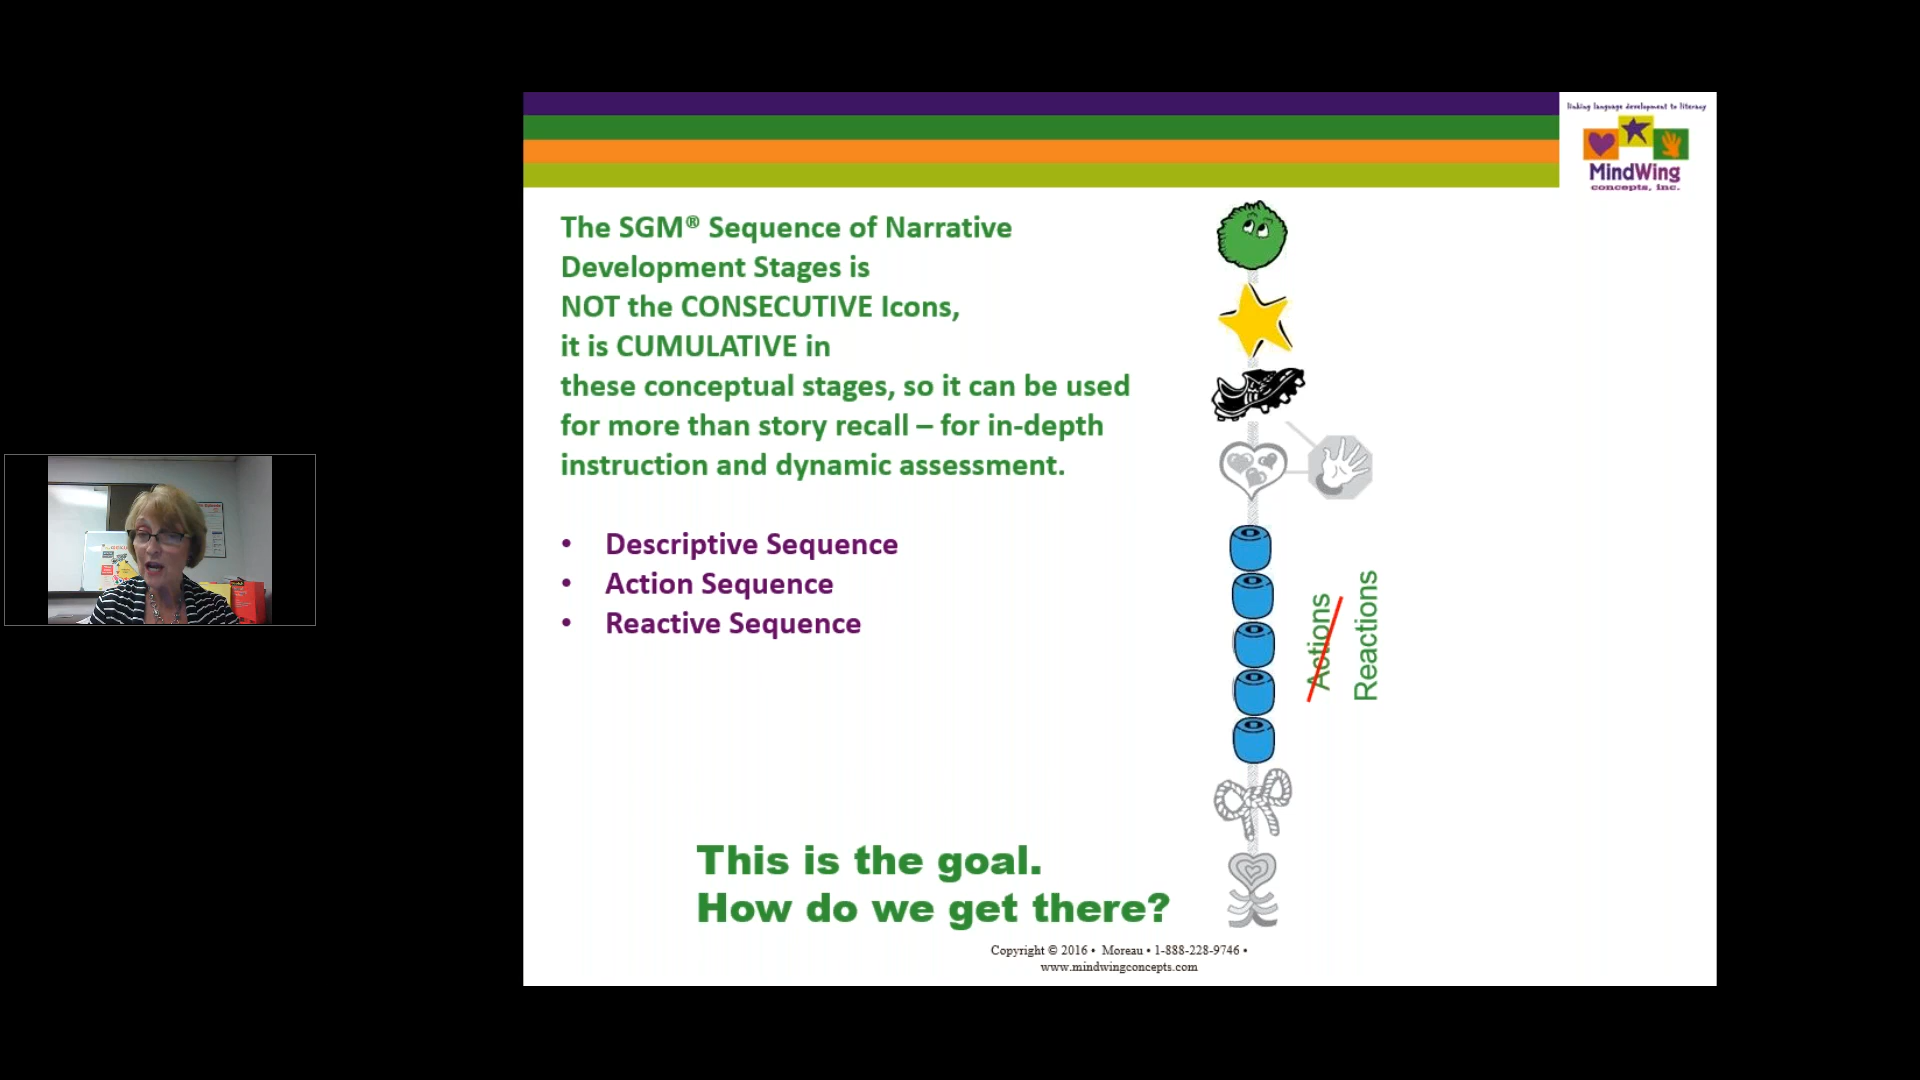 linking language development to literacy
MindWing
concepts, inc.
The SGM® Sequence of Narrative
Development Stages is
NOT the CONSECUTIVE Icons,
it is CUMULATIVE in
these conceptual stages, so it can be used
for more than story recall – for in-depth
instruction and dynamic assessment.
• Descriptive Sequence
• Action Sequence
• Reactive Sequence
Actions
Reactions
This is the goal.
How do we get there?
Copyright © 2016 • Moreau • 1-888-228-9746 •
www.mindwingconcepts.com